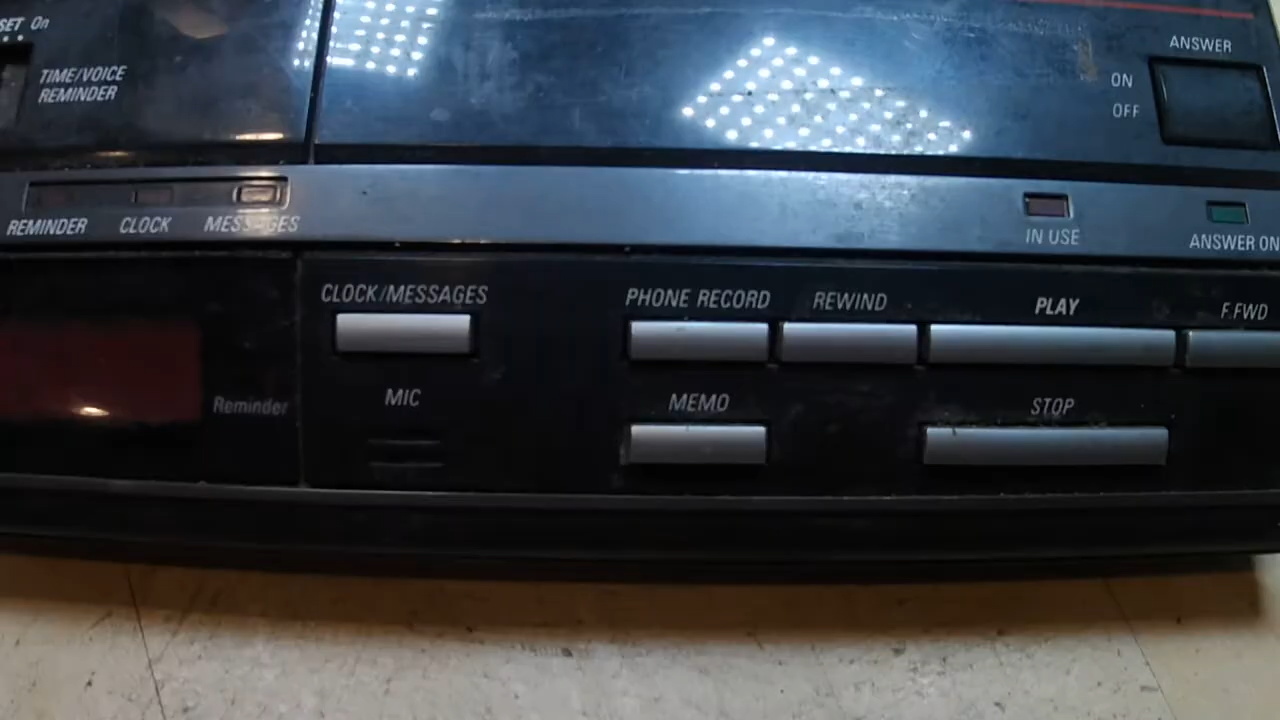 SET On
TIME/VOICE
REMINDER
ANSWER
ON
OFF
REMINDER CLOCK MESSAGES
IN USE
ANSWER ON
CLOCK/MESSAGES
PHONE RECORD
REWIND
PLAY
F.FWD
Reminder
MIC
MEMO
STOP